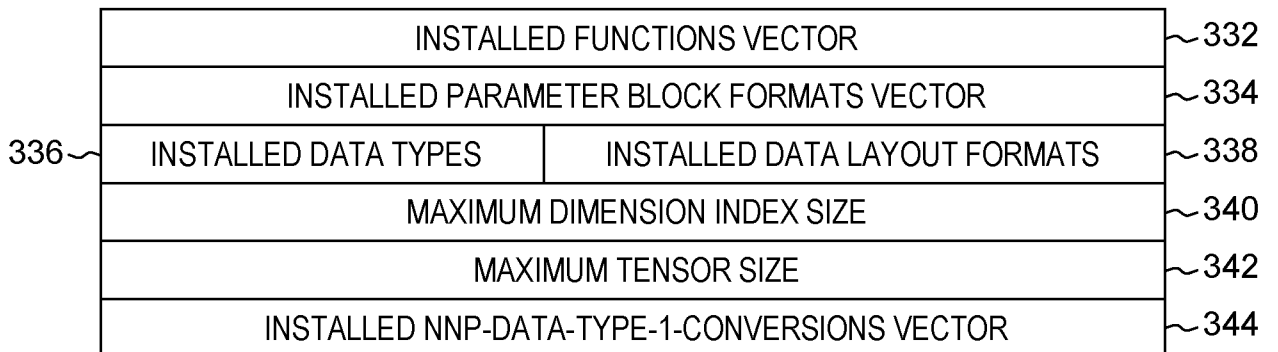 INSTALLED FUNCTIONS VECTOR 332
INSTALLED PARAMETER BLOCK FORMATS VECTOR 334
336 INSTALLED DATA TYPES INSTALLED DATA LAYOUT FORMATS 338
MAXIMUM DIMENSION INDEX SIZE 340
MAXIMUM TENSOR SIZE 342
INSTALLED NNP-DATA-TYPE-1-CONVERSIONS VECTOR 344